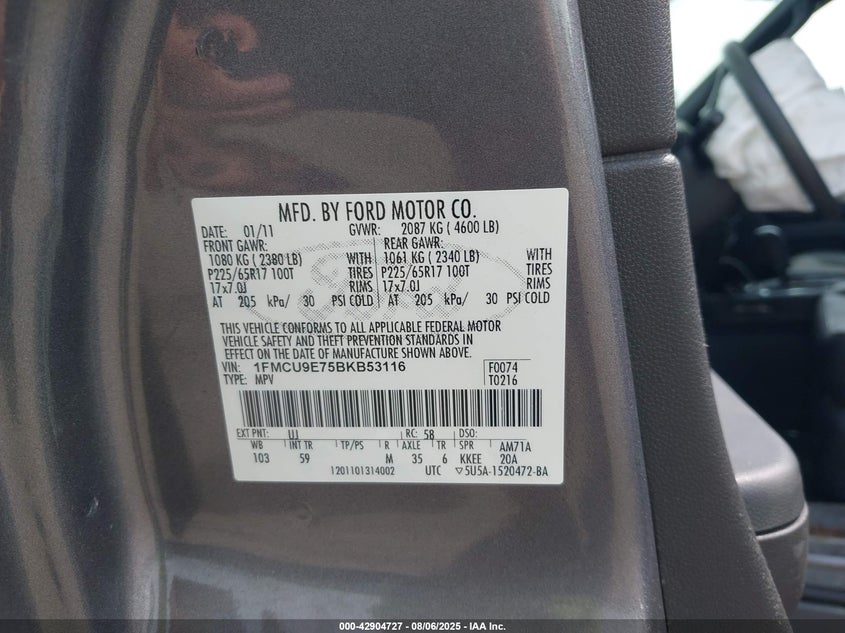 MFD. BY FORD MOTOR CO.
DATE: 01/11 GVWR: 2087 KG ( 4600 LB)
FRONT GAWR: REAR GAWR:
1080 KG ( 2380 LB) WITH 1061 KG ( 2340 LB) WITH
P225/65R17 100T TIRES P225/65R17 100T TIRES
17x7.0J RIMS 17x7.0J RIMS
AT 205 kPa/ 30 PSI COLD AT 205 kPa/ 30 PSI COLD
THIS VEHICLE CONFORMS TO ALL APPLICABLE FEDERAL MOTOR
VEHICLE SAFETY AND THEFT PREVENTION STANDARDS IN
EFFECT ON THE DATE OF MANUFACTURE SHOWN ABOVE.
VIN: 1FMCU9E75BKB53116 F0074
TYPE: MPV T0216
EXT PNT: UJ RC: 58 DSO:
WB INT TR TP/PS R AXLE TR SPR AM71A
103 59 M 35 6 KKEE 20A
1201101314002 UTC ▽5U5A-1520472-BA
000-42904727 - 08/06/2025 - IAA Inc.